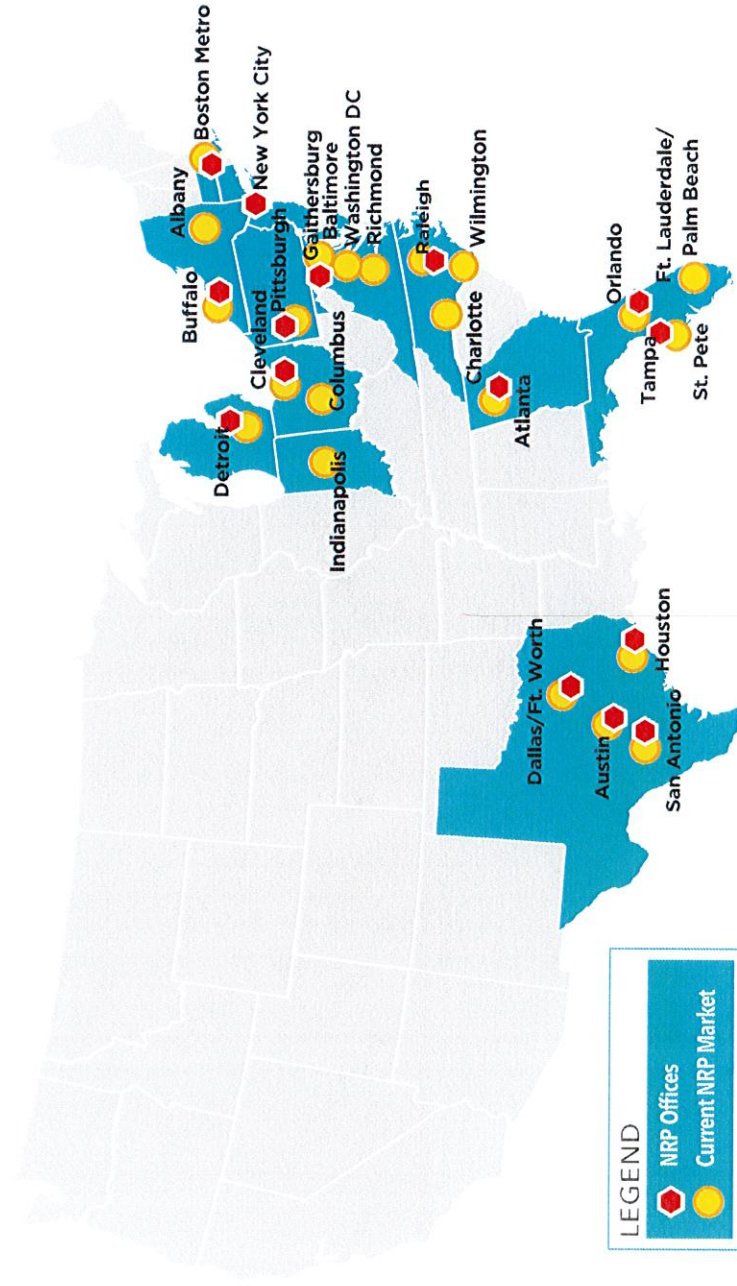 Boston Metro
Albany
New York City
Buffalo
Pittsburgh
Cleveland
Gaithersburg
Baltimore
Washington DC
Richmond
Detroit
Columbus
Indianapolis
Raleigh
Wilmington
Charlotte
Atlanta
Orlando
Ft. Lauderdale/
Palm Beach
Tampa
St. Pete
Dallas/Ft. Worth
Austin
Houston
San Antonio
LEGEND
NRP Offices
Current NRP Market